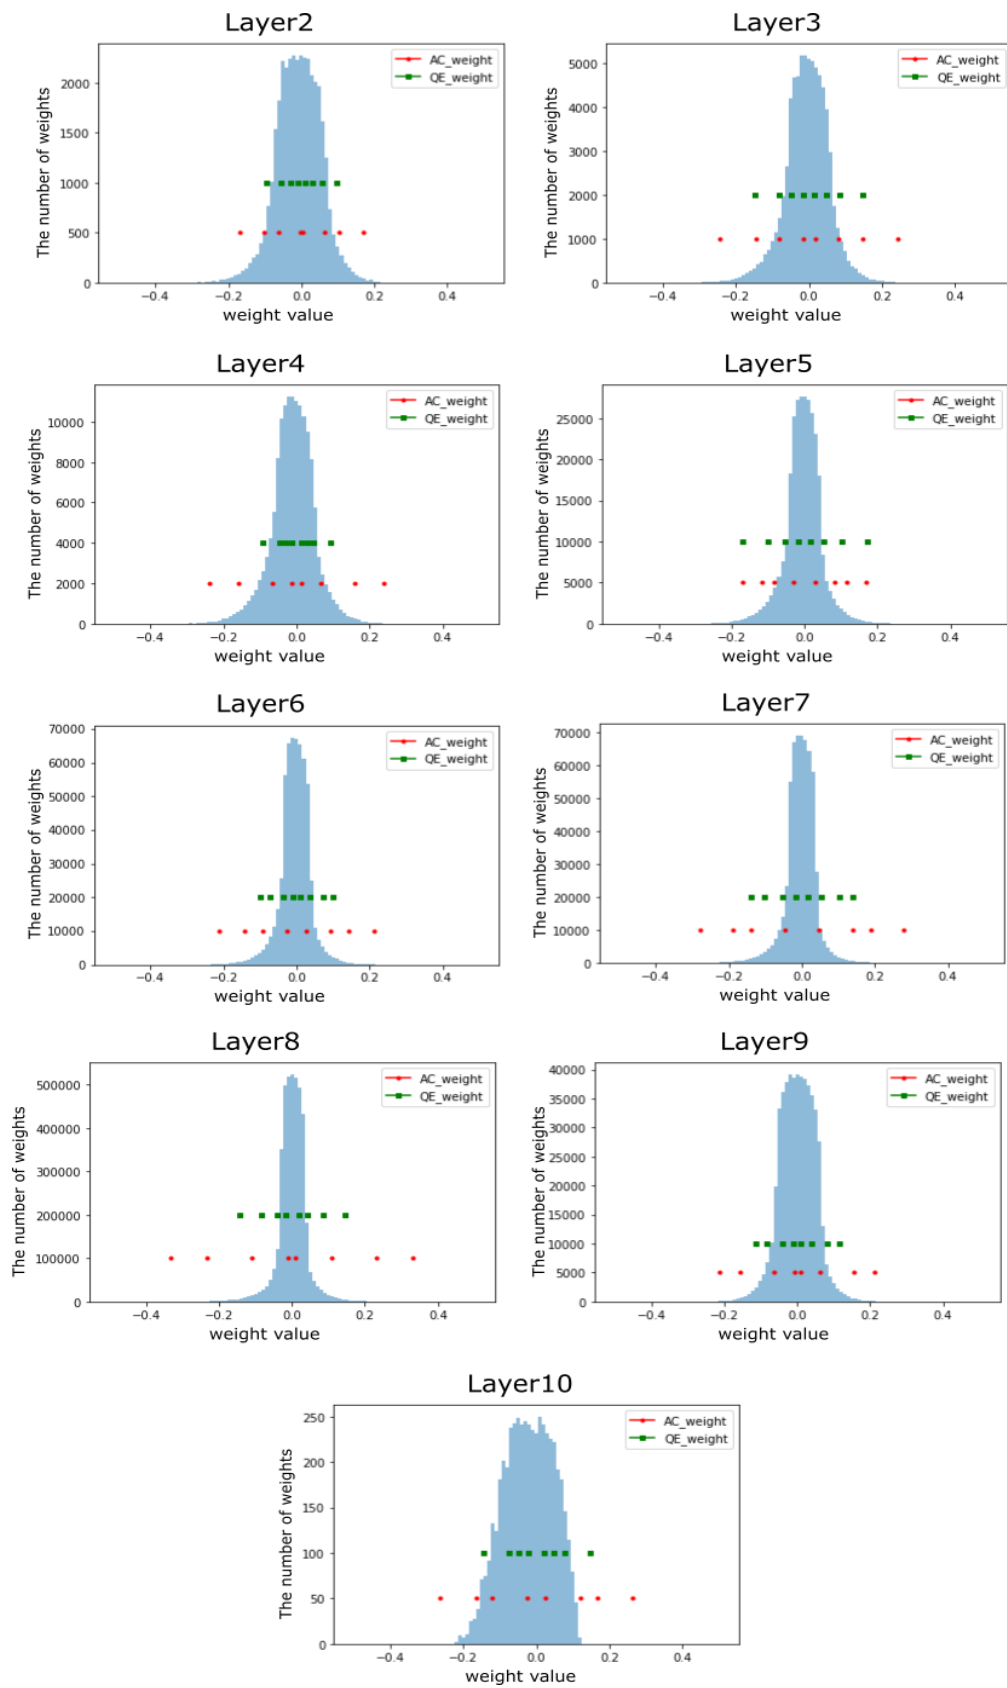 Layer2
AC_weight
QE_weight
The number of weights
2000
1500
1000
500
0
−0.4 −0.2 0.0 0.2 0.4
weight value
Layer3
AC_weight
QE_weight
The number of weights
5000
4000
3000
2000
1000
0
−0.4 −0.2 0.0 0.2 0.4
weight value
Layer4
AC_weight
QE_weight
The number of weights
10000
8000
6000
4000
2000
0
−0.4 −0.2 0.0 0.2 0.4
weight value
Layer5
AC_weight
QE_weight
The number of weights
25000
20000
15000
10000
5000
0
−0.4 −0.2 0.0 0.2 0.4
weight value
Layer6
AC_weight
QE_weight
The number of weights
70000
60000
50000
40000
30000
20000
10000
0
−0.4 −0.2 0.0 0.2 0.4
weight value
Layer7
AC_weight
QE_weight
The number of weights
70000
60000
50000
40000
30000
20000
10000
0
−0.4 −0.2 0.0 0.2 0.4
weight value
Layer8
AC_weight
QE_weight
The number of weights
500000
400000
300000
200000
100000
0
−0.4 −0.2 0.0 0.2 0.4
weight value
Layer9
AC_weight
QE_weight
The number of weights
40000
35000
30000
25000
20000
15000
10000
5000
0
−0.4 −0.2 0.0 0.2 0.4
weight value
Layer10
AC_weight
QE_weight
The number of weights
250
200
150
100
50
0
−0.4 −0.2 0.0 0.2 0.4
weight value